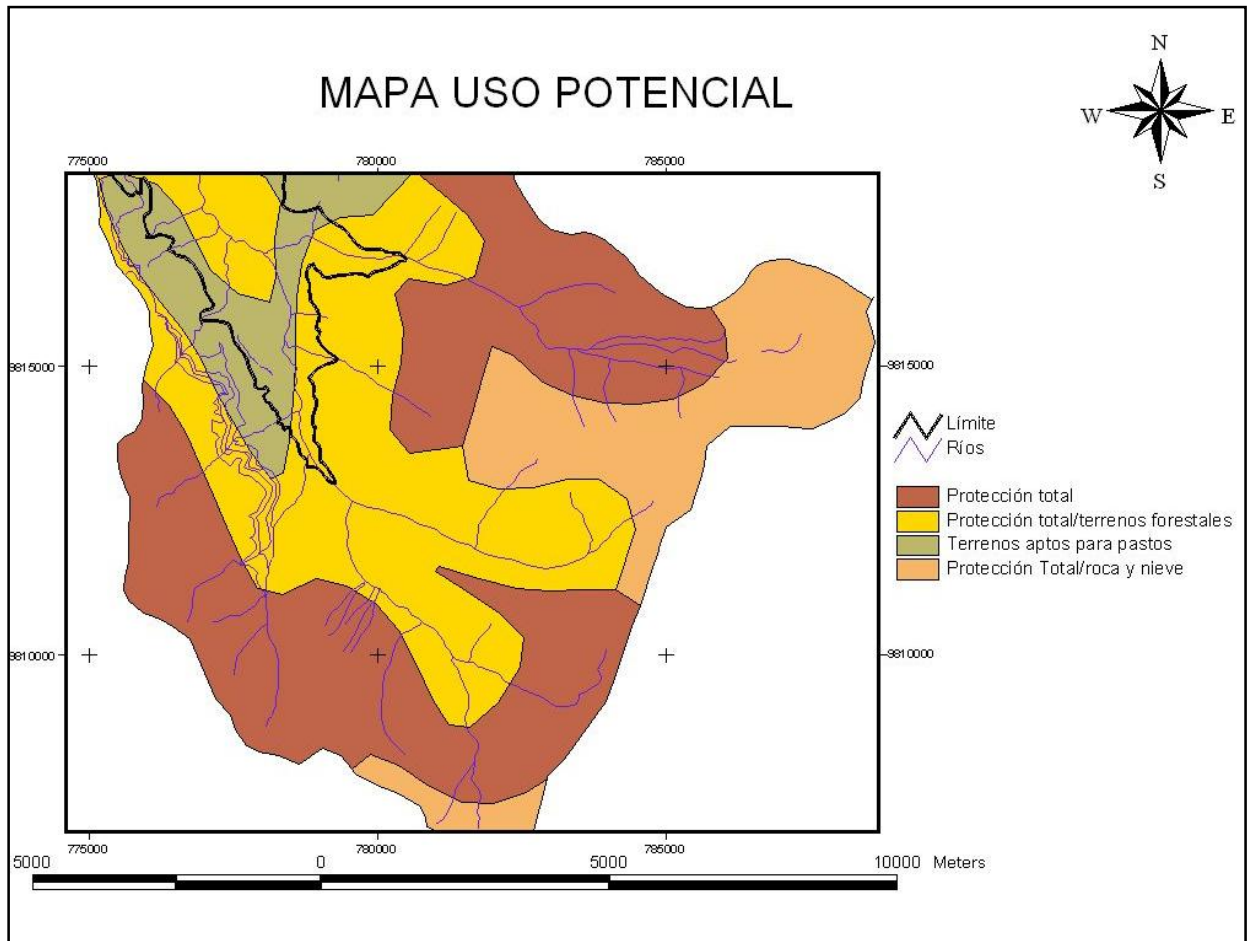 MAPA USO POTENCIAL
N
W E
S
775000 780000 785000
9815000 9815000
9810000 9810000
775000 780000 785000
Límite
Ríos
Protección total
Protección total/terrenos forestales
Terrenos aptos para pastos
Protección Total/roca y nieve
5000 0 5000 10000 Meters